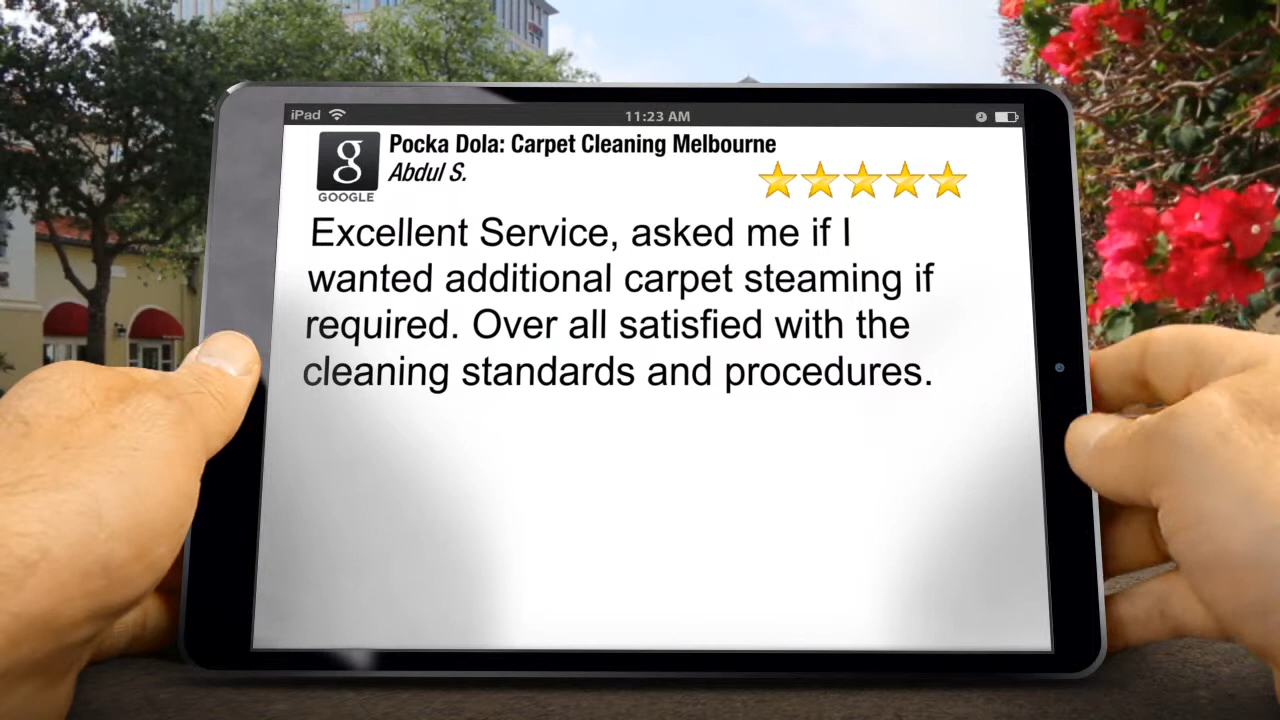 iPad 11:23 AM
g
GOOGLE
Pocka Dola: Carpet Cleaning Melbourne
Abdul S.
Excellent Service, asked me if I
wanted additional carpet steaming if
required. Over all satisfied with the
cleaning standards and procedures.